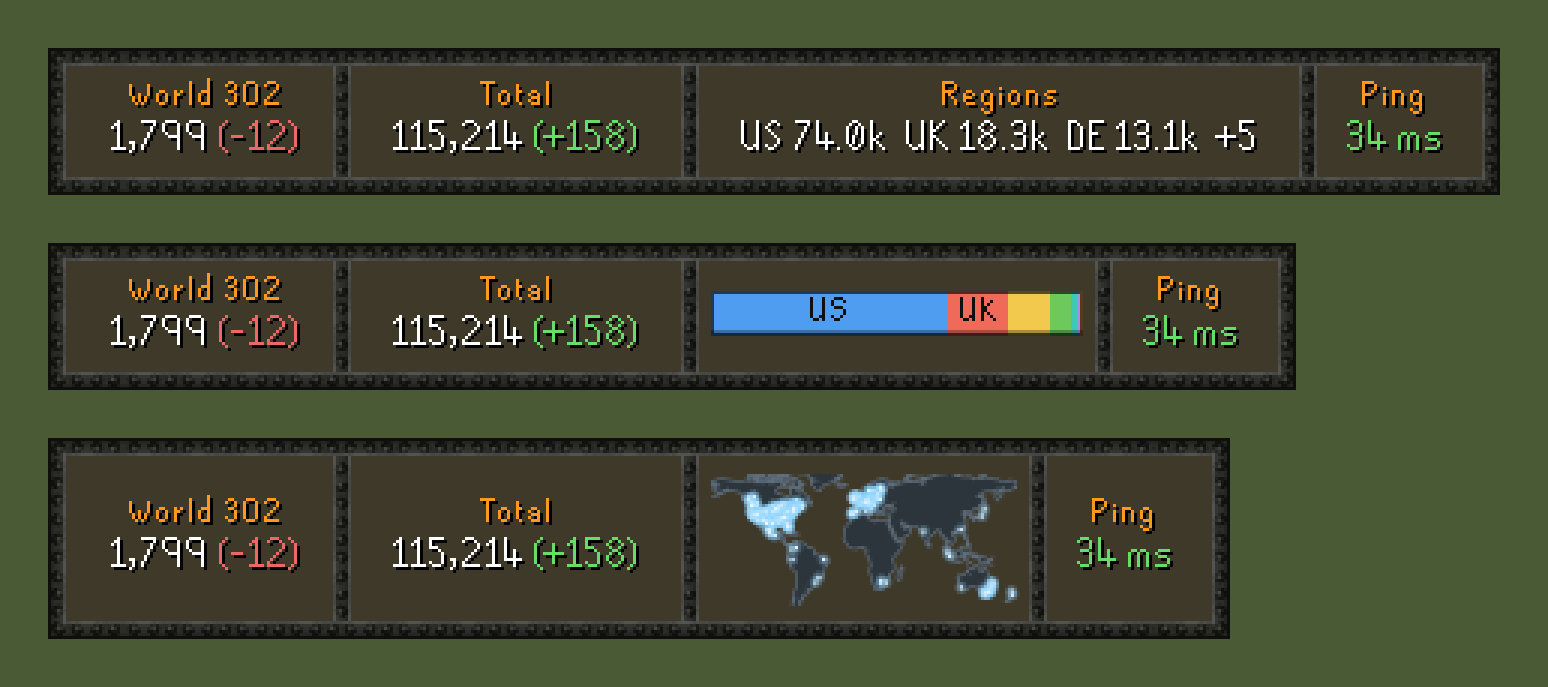 World 302 Total Regions Ping
1,799 (-12) 115,214 (+158) US 74.0k UK 18.3k DE 13.1k +5 34 ms
World 302 Total Ping
US UK
1,799 (-12) 115,214 (+158) 34 ms
World 302 Total Ping
1,799 (-12) 115,214 (+158) 34 ms